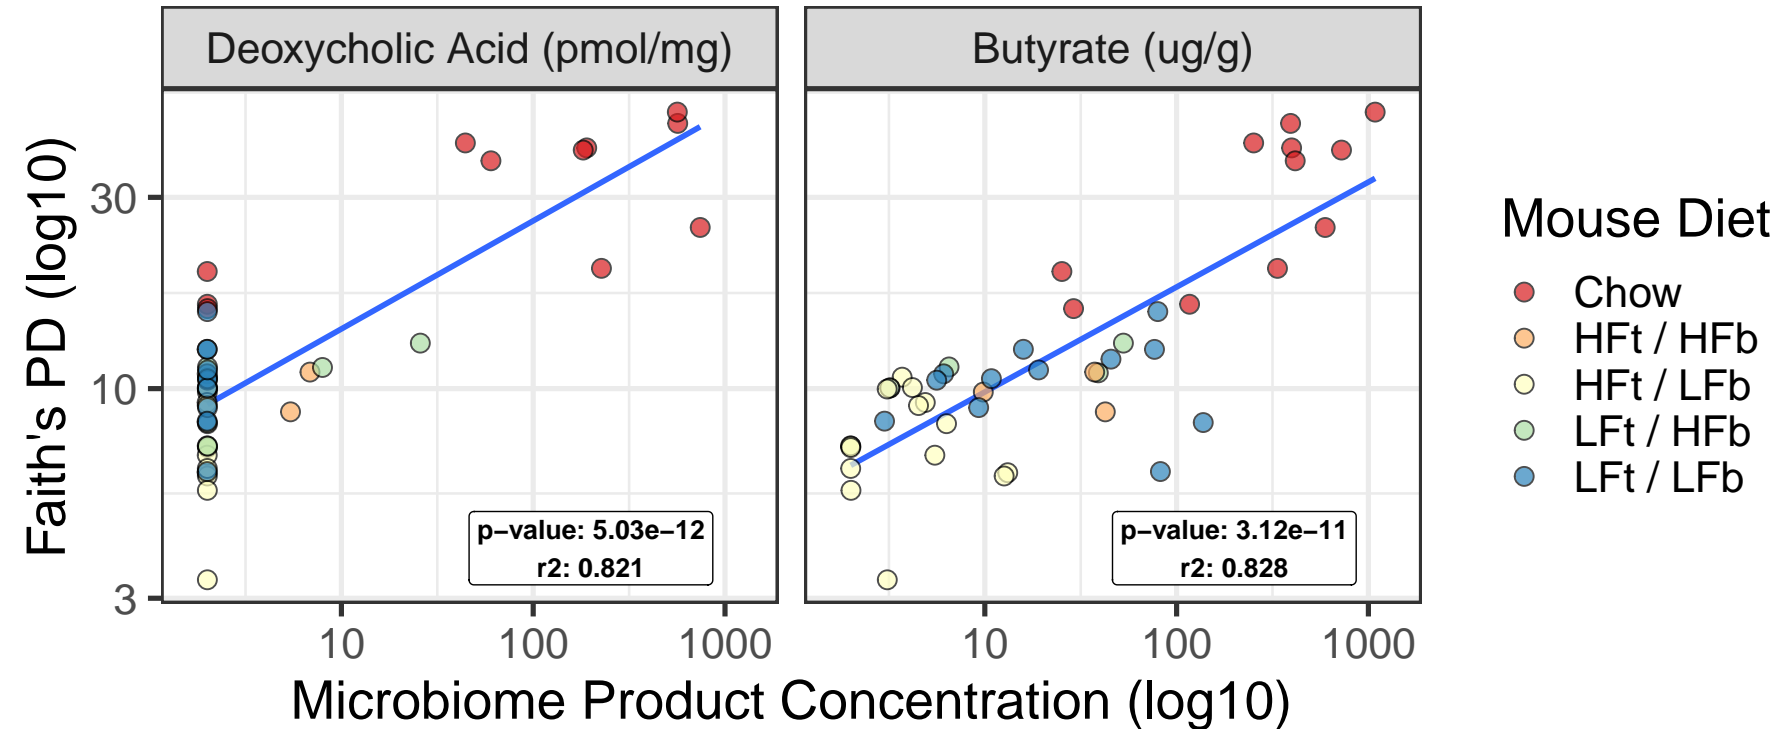 Deoxycholic Acid (pmol/mg)
Butyrate (ug/g)
Faith's PD (log10)
30
10
3
p−value: 5.03e−12
r2: 0.821
p−value: 3.12e−11
r2: 0.828
10
100
1000
10
100
1000
Microbiome Product Concentration (log10)
Mouse Diet
Chow
HFt / HFb
HFt / LFb
LFt / HFb
LFt / LFb